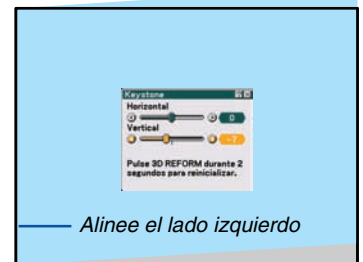 Keystone
Horizontal
0
Vertical
-7
Pulse 3D REFORM durante 2
segundos para reinicializar.
Alinee el lado izquierdo